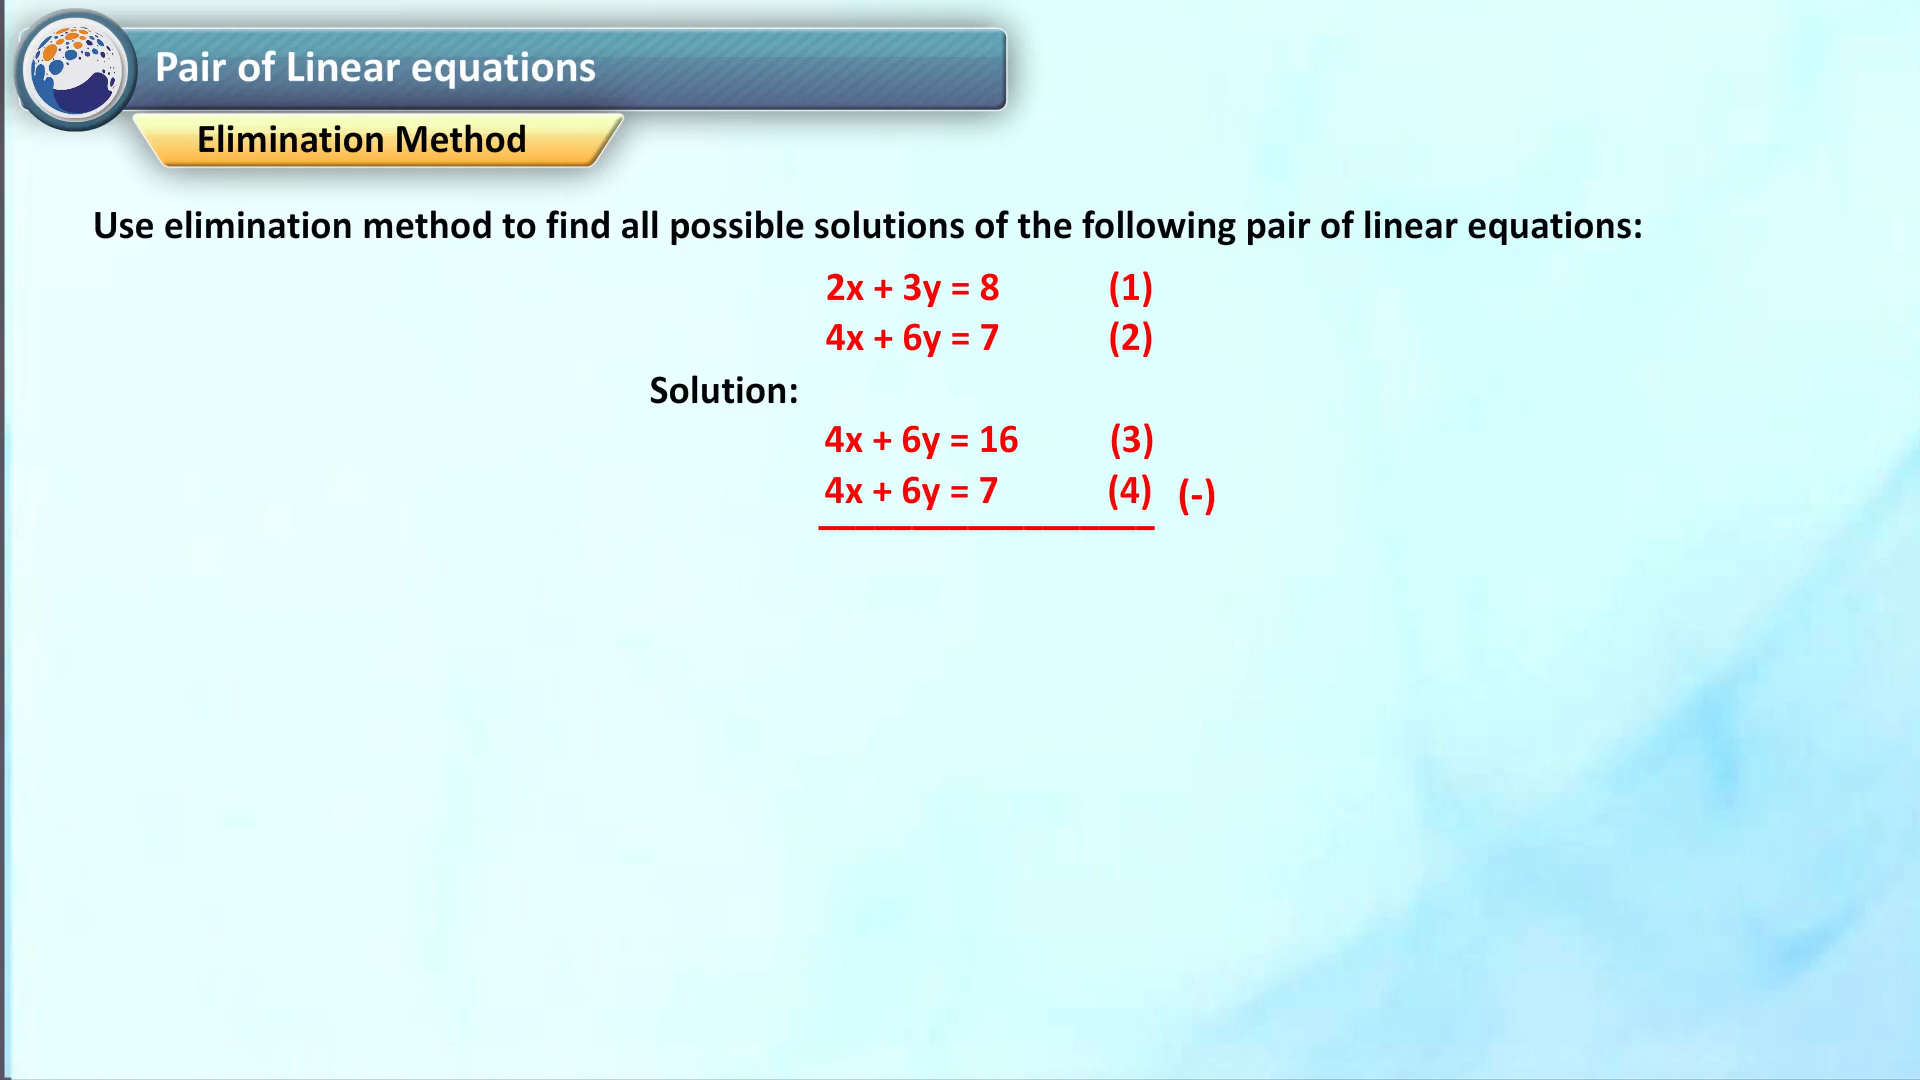 Pair of Linear equations
Elimination Method
Use elimination method to find all possible solutions of the following pair of linear equations:
2x + 3y = 8 (1)
4x + 6y = 7 (2)
Solution:
4x + 6y = 16 (3)
4x + 6y = 7 (4) (-)